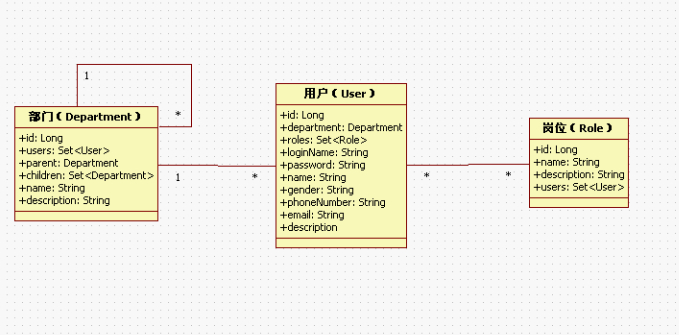 1
*
部门（Department）
+id: Long
+users: Set<User>
+parent: Department
+children: Set<Department>
+name: String
+description: String
1
*
用户（User）
+id: Long
+department: Department
+roles: Set<Role>
+loginName: String
+password: String
+name: String
+gender: String
+phoneNumber: String
+email: String
+description
*
*
岗位（Role）
+id: Long
+name: String
+description: String
+users: Set<User>